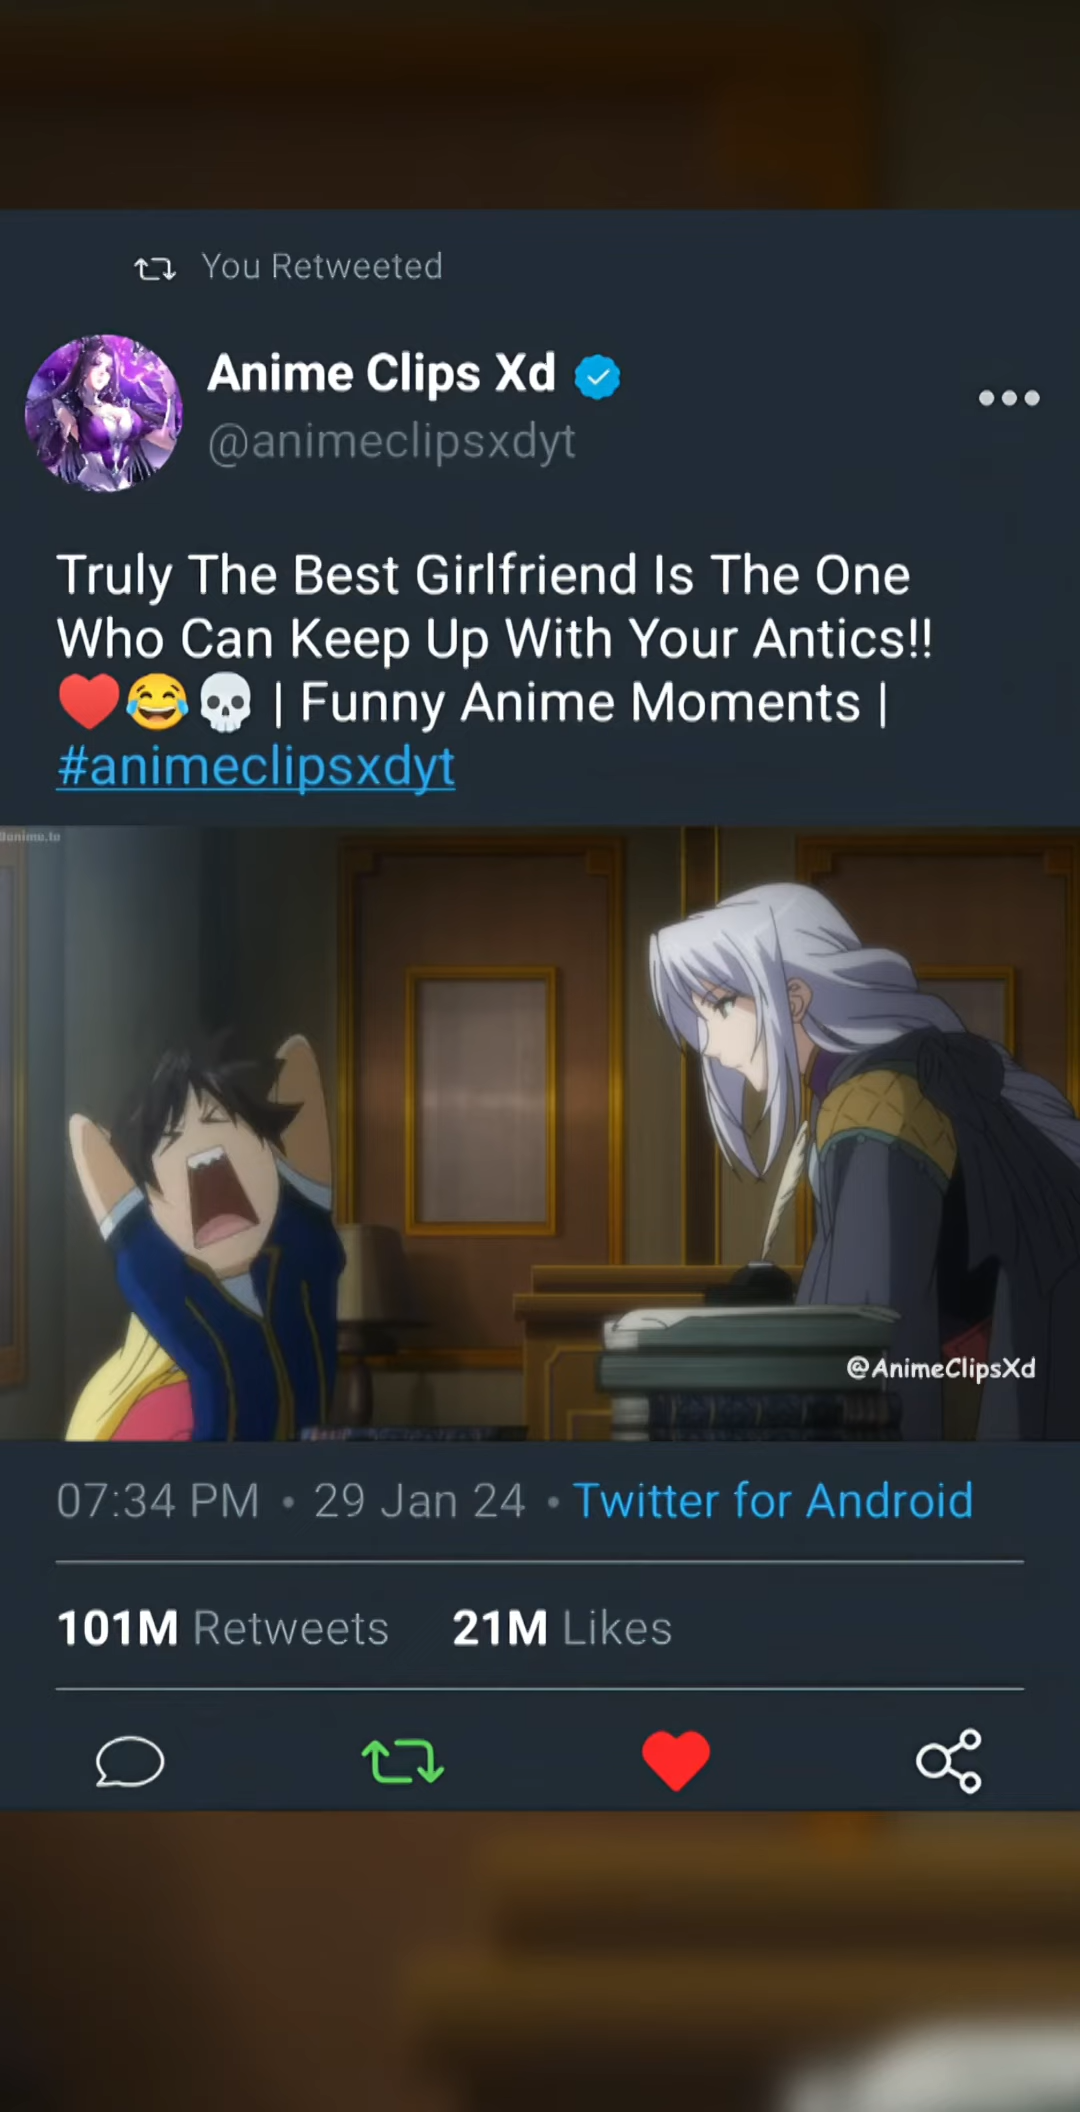 You Retweeted
Anime Clips Xd
@animeclipsxdyt
Truly The Best Girlfriend Is The One
Who Can Keep Up With Your Antics!!
❤️😂💀 | Funny Anime Moments |
#animeclipsxdyt
9anime.to
@AnimeClipsXd
07:34 PM • 29 Jan 24 • Twitter for Android
101M Retweets 21M Likes